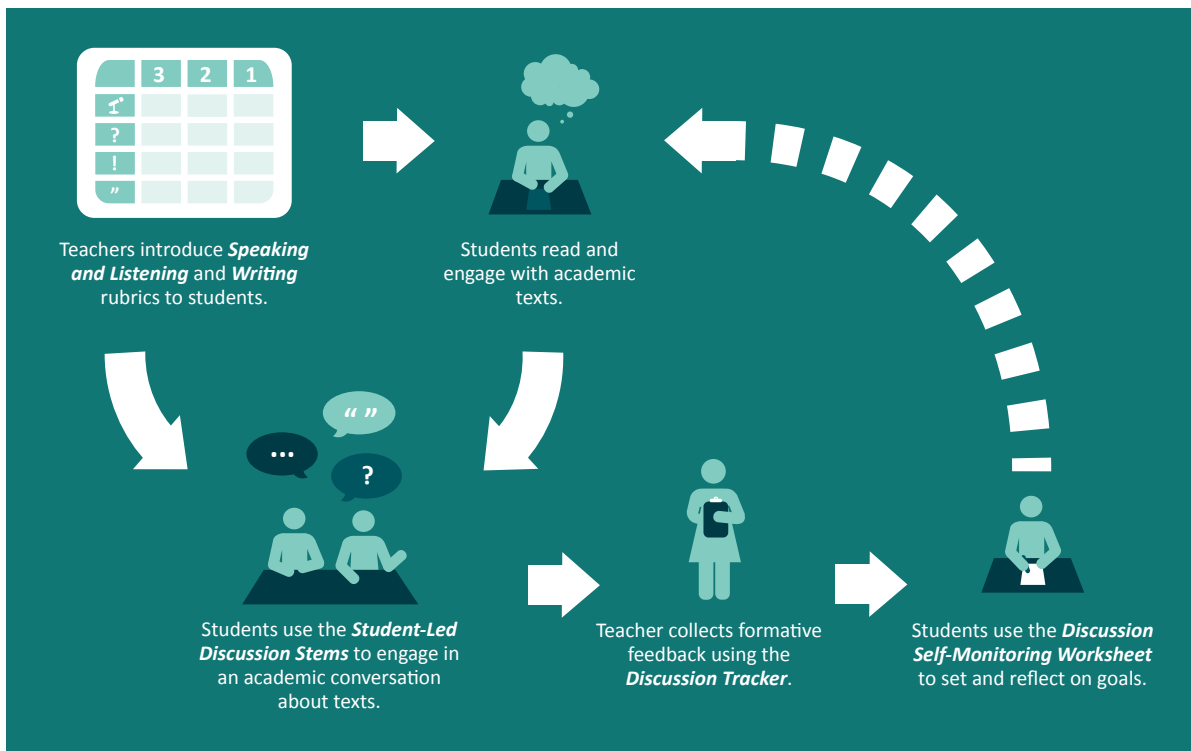 3 2 1
?
!
”
Teachers introduce Speaking
and Listening and Writing
rubrics to students.
Students read and
engage with academic
texts.
“ ”
...
?
Students use the Student-Led
Discussion Stems to engage in
an academic conversation
about texts.
Teacher collects formative
feedback using the
Discussion Tracker.
Students use the Discussion
Self-Monitoring Worksheet
to set and reflect on goals.